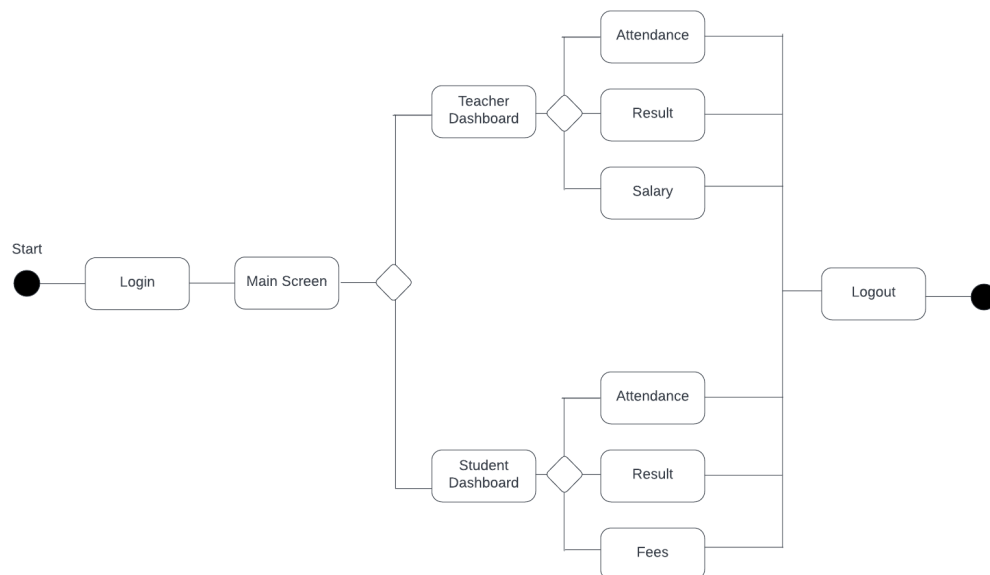 Start
Login
Main Screen
Teacher
Dashboard
Attendance
Result
Salary
Student
Dashboard
Attendance
Result
Fees
Logout